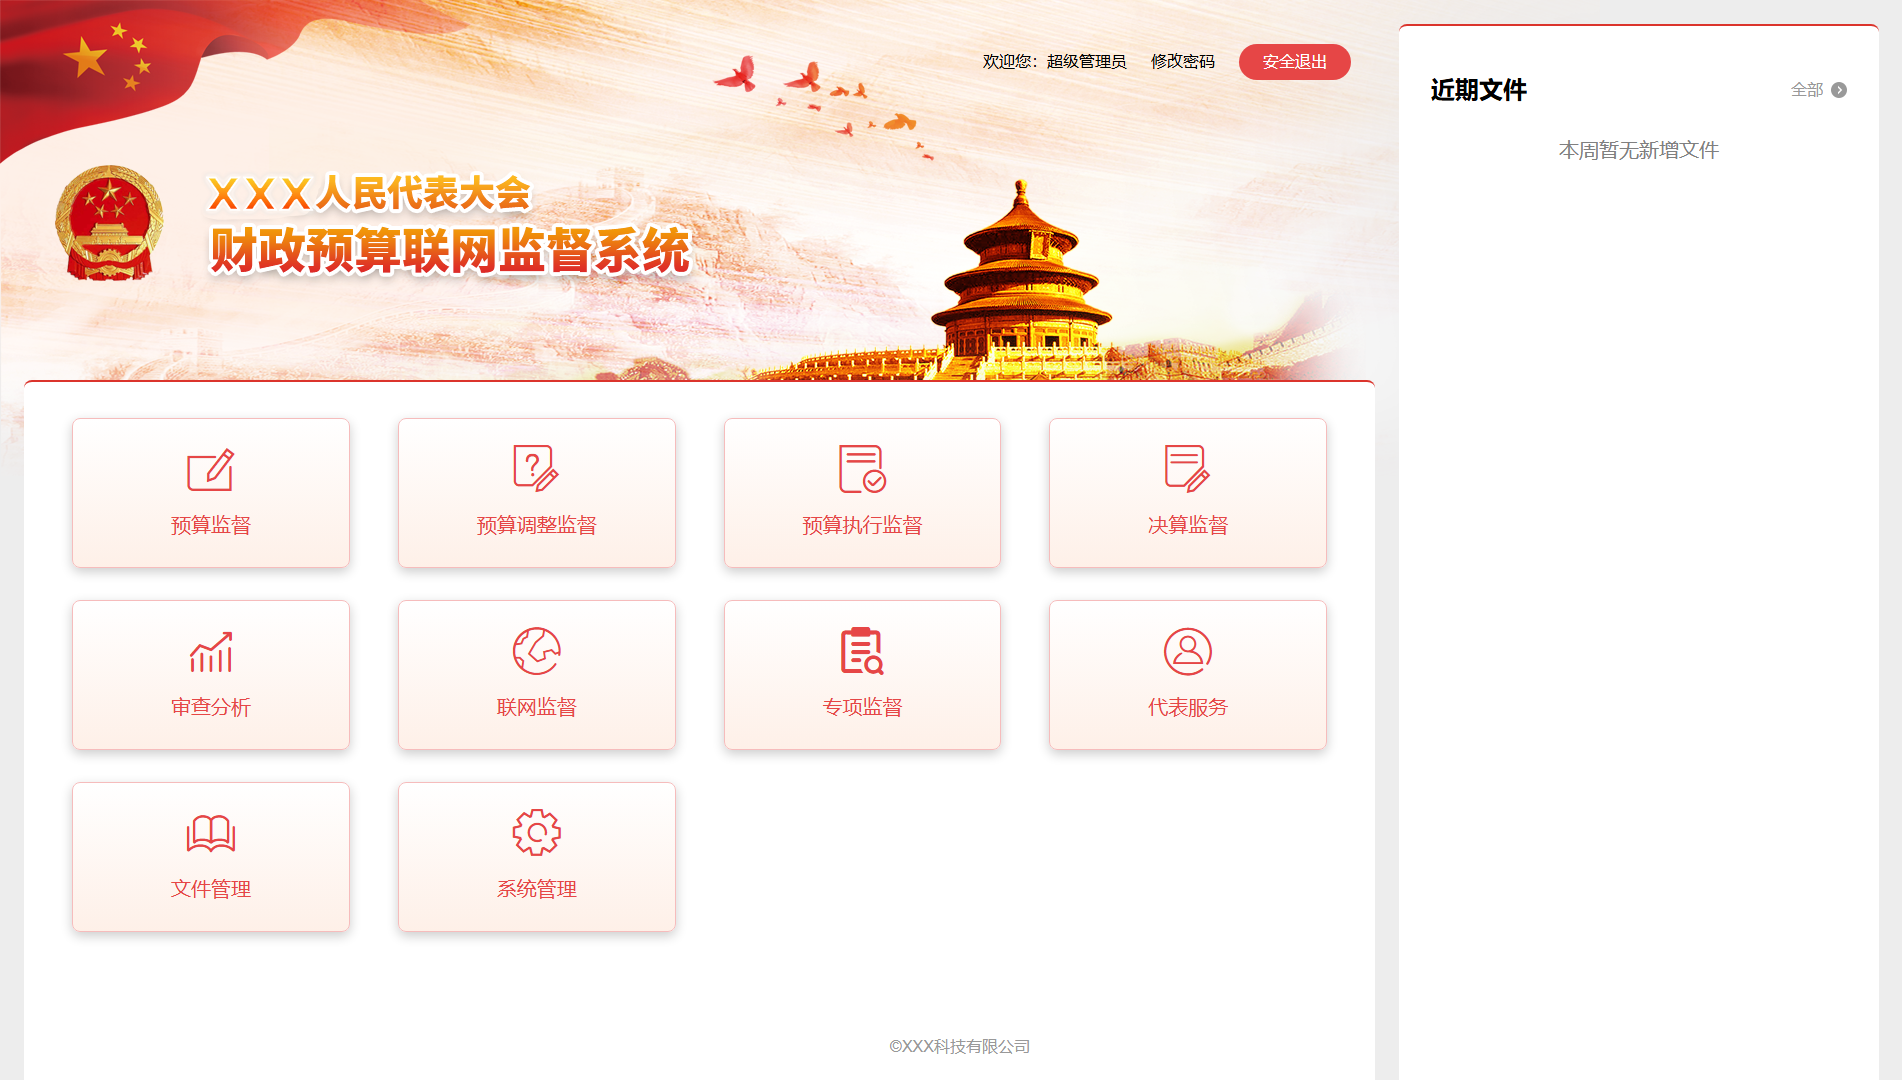 欢迎您：超级管理员 修改密码 安全退出
XXX人民代表大会
财政预算联网监督系统
预算监督 预算调整监督 预算执行监督 决算监督
审查分析 联网监督 专项监督 代表服务
文件管理 系统管理
©XXX科技有限公司
近期文件 全部
本周暂无新增文件